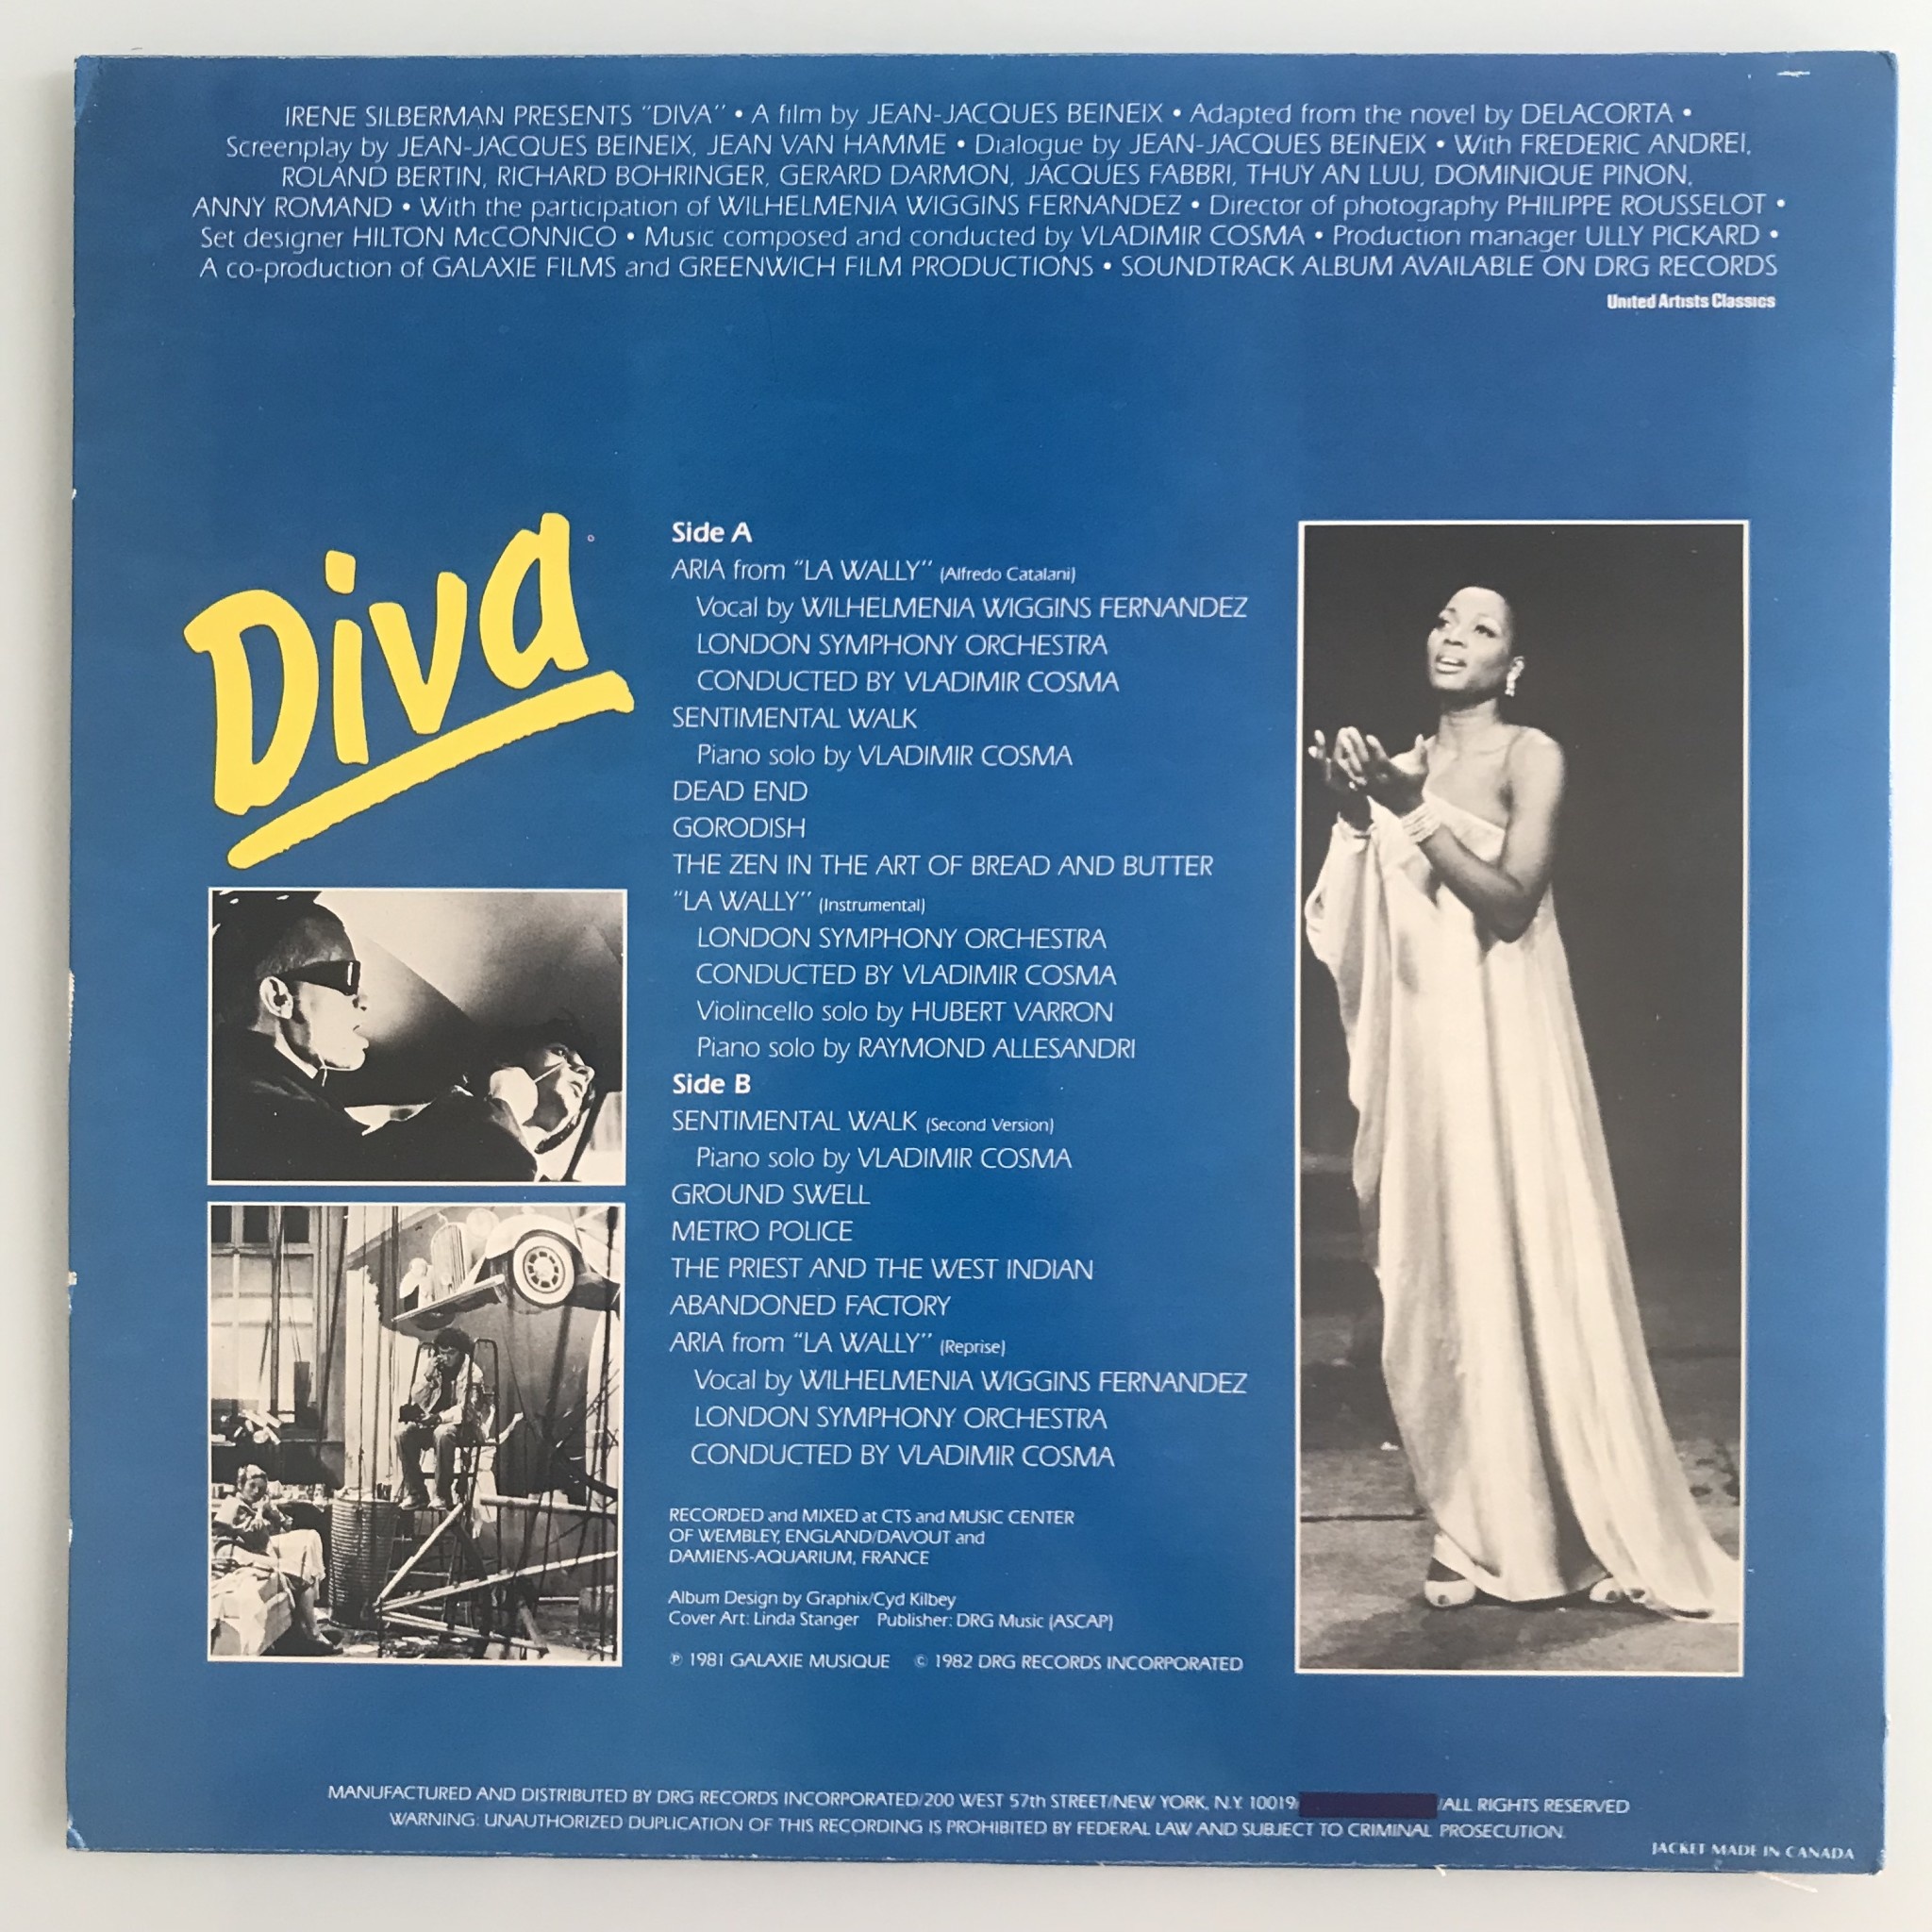 IRENE SILBERMAN PRESENTS "DIVA" • A film by JEAN-JACQUES BEINEIX • Adapted from the novel by DELACORTA •
Screenplay by JEAN-JACQUES BEINEIX, JEAN VAN HAMME • Dialogue by JEAN-JACQUES BEINEIX • With FREDERIC ANDREI,
ROLAND BERTIN, RICHARD BOHRINGER, GERARD DARMON, JACQUES FABBRI, THUY AN LUU, DOMINIQUE PINON,
ANNY ROMAND • With the participation of WILHELMENIA WIGGINS FERNANDEZ • Director of photography PHILIPPE ROUSSELOT •
Set designer HILTON McCONNICO • Music composed and conducted by VLADIMIR COSMA • Production manager ULLY PICKARD •
A co-production of GALAXIE FILMS and GREENWICH FILM PRODUCTIONS • SOUNDTRACK ALBUM AVAILABLE ON DRG RECORDS
United Artists Classics
Diva
Side A
ARIA from "LA WALLY" (Alfredo Catalani)
Vocal by WILHELMENIA WIGGINS FERNANDEZ
LONDON SYMPHONY ORCHESTRA
CONDUCTED BY VLADIMIR COSMA
SENTIMENTAL WALK
Piano solo by VLADIMIR COSMA
DEAD END
GORODISH
THE ZEN IN THE ART OF BREAD AND BUTTER
"LA WALLY" (Instrumental)
LONDON SYMPHONY ORCHESTRA
CONDUCTED BY VLADIMIR COSMA
Violincello solo by HUBERT VARRON
Piano solo by RAYMOND ALLESANDRI
Side B
SENTIMENTAL WALK (Second Version)
Piano solo by VLADIMIR COSMA
GROUND SWELL
METRO POLICE
THE PRIEST AND THE WEST INDIAN
ABANDONED FACTORY
ARIA from "LA WALLY" (Reprise)
Vocal by WILHELMENIA WIGGINS FERNANDEZ
LONDON SYMPHONY ORCHESTRA
CONDUCTED BY VLADIMIR COSMA
RECORDED and MIXED at CTS and MUSIC CENTER
OF WEMBLEY, ENGLAND/DAVOUT and
DAMIENS-AQUARIUM, FRANCE
Album Design by Graphix/Cyd Kilbey
Cover Art: Linda Stanger Publisher: DRG Music (ASCAP)
℗ 1981 GALAXIE MUSIQUE © 1982 DRG RECORDS INCORPORATED
MANUFACTURED AND DISTRIBUTED BY DRG RECORDS INCORPORATED/200 WEST 57th STREET/NEW YORK, N.Y. 10019/ /ALL RIGHTS RESERVED
WARNING: UNAUTHORIZED DUPLICATION OF THIS RECORDING IS PROHIBITED BY FEDERAL LAW AND SUBJECT TO CRIMINAL PROSECUTION.
JACKET MADE IN CANADA